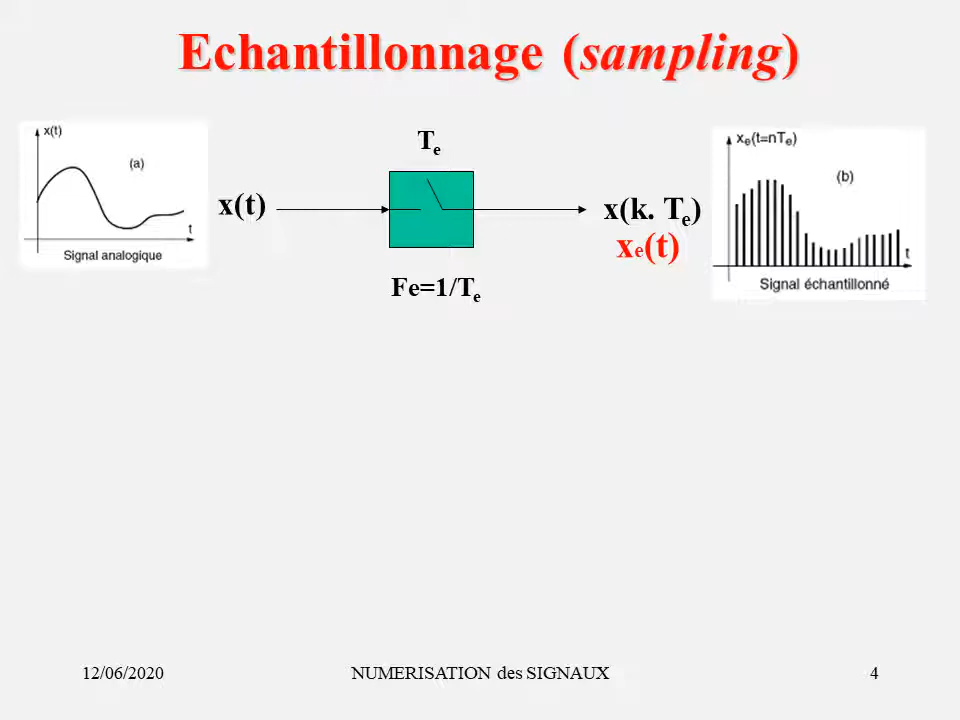 Echantillonnage (sampling)
x(t)
(a)
t
Signal analogique
x(t)
Te
Fe=1/Te
x(k. Te)
xe(t)
xe(t=nTe)
(b)
t
Signal échantillonné
12/06/2020
NUMERISATION des SIGNAUX
4